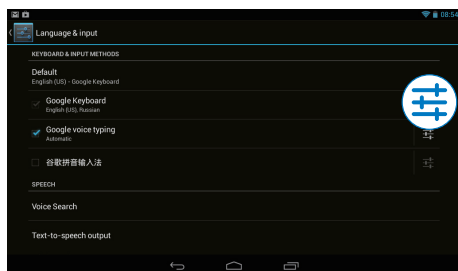 08:54
Language & input
KEYBOARD & INPUT METHODS
Default
English (US) - Google Keyboard
Google Keyboard
English (US), Russian
Google voice typing
Automatic
谷歌拼音输入法
SPEECH
Voice Search
Text-to-speech output